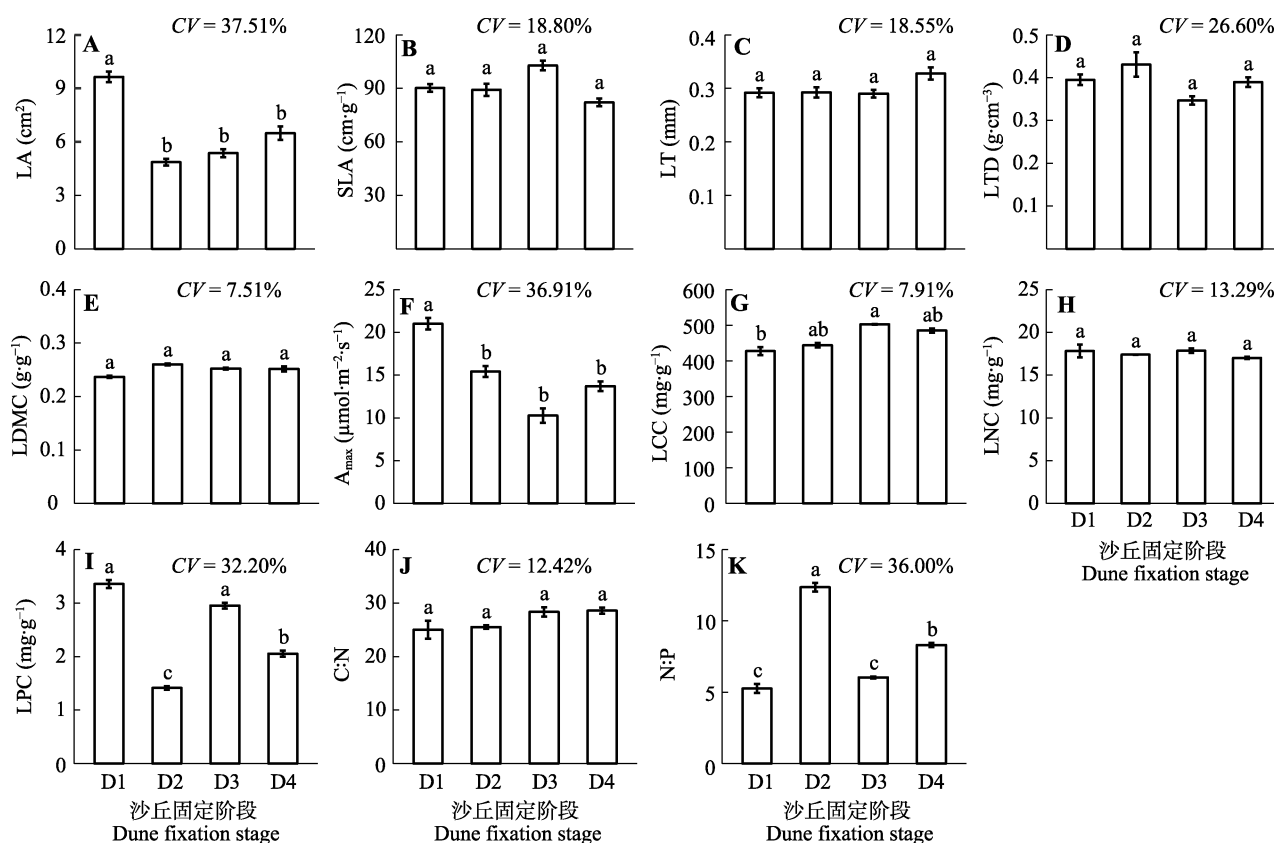 A
CV = 37.51%
12
9
6
3
0
LA (cm²)
a
b
b
b
B
CV = 18.80%
120
90
60
30
SLA (cm·g⁻¹)
a
a
a
a
C
CV = 18.55%
0.4
0.3
0.2
0.1
LT (mm)
a
a
a
a
D
CV = 26.60%
0.5
0.4
0.3
0.2
0.1
LTD (g·cm⁻³)
a
a
a
a
E
CV = 7.51%
0.4
0.3
0.2
0.1
0
LDMC (g·g⁻¹)
a
a
a
a
F
CV = 36.91%
25
20
15
10
5
0
Amax (μmol·m⁻²·s⁻¹)
a
b
b
b
G
CV = 7.91%
600
500
400
300
200
100
0
LCC (mg·g⁻¹)
b
ab
a
ab
H
CV = 13.29%
25
20
15
10
5
0
LNC (mg·g⁻¹)
a
a
a
a
D1 D2 D3 D4
沙丘固定阶段
Dune fixation stage
I
CV = 32.20%
4
3
2
1
0
LPC (mg·g⁻¹)
a
c
a
b
D1 D2 D3 D4
沙丘固定阶段
Dune fixation stage
J
CV = 12.42%
40
30
20
10
0
C:N
a
a
a
a
D1 D2 D3 D4
沙丘固定阶段
Dune fixation stage
K
CV = 36.00%
15
10
5
0
N:P
c
a
c
b
D1 D2 D3 D4
沙丘固定阶段
Dune fixation stage